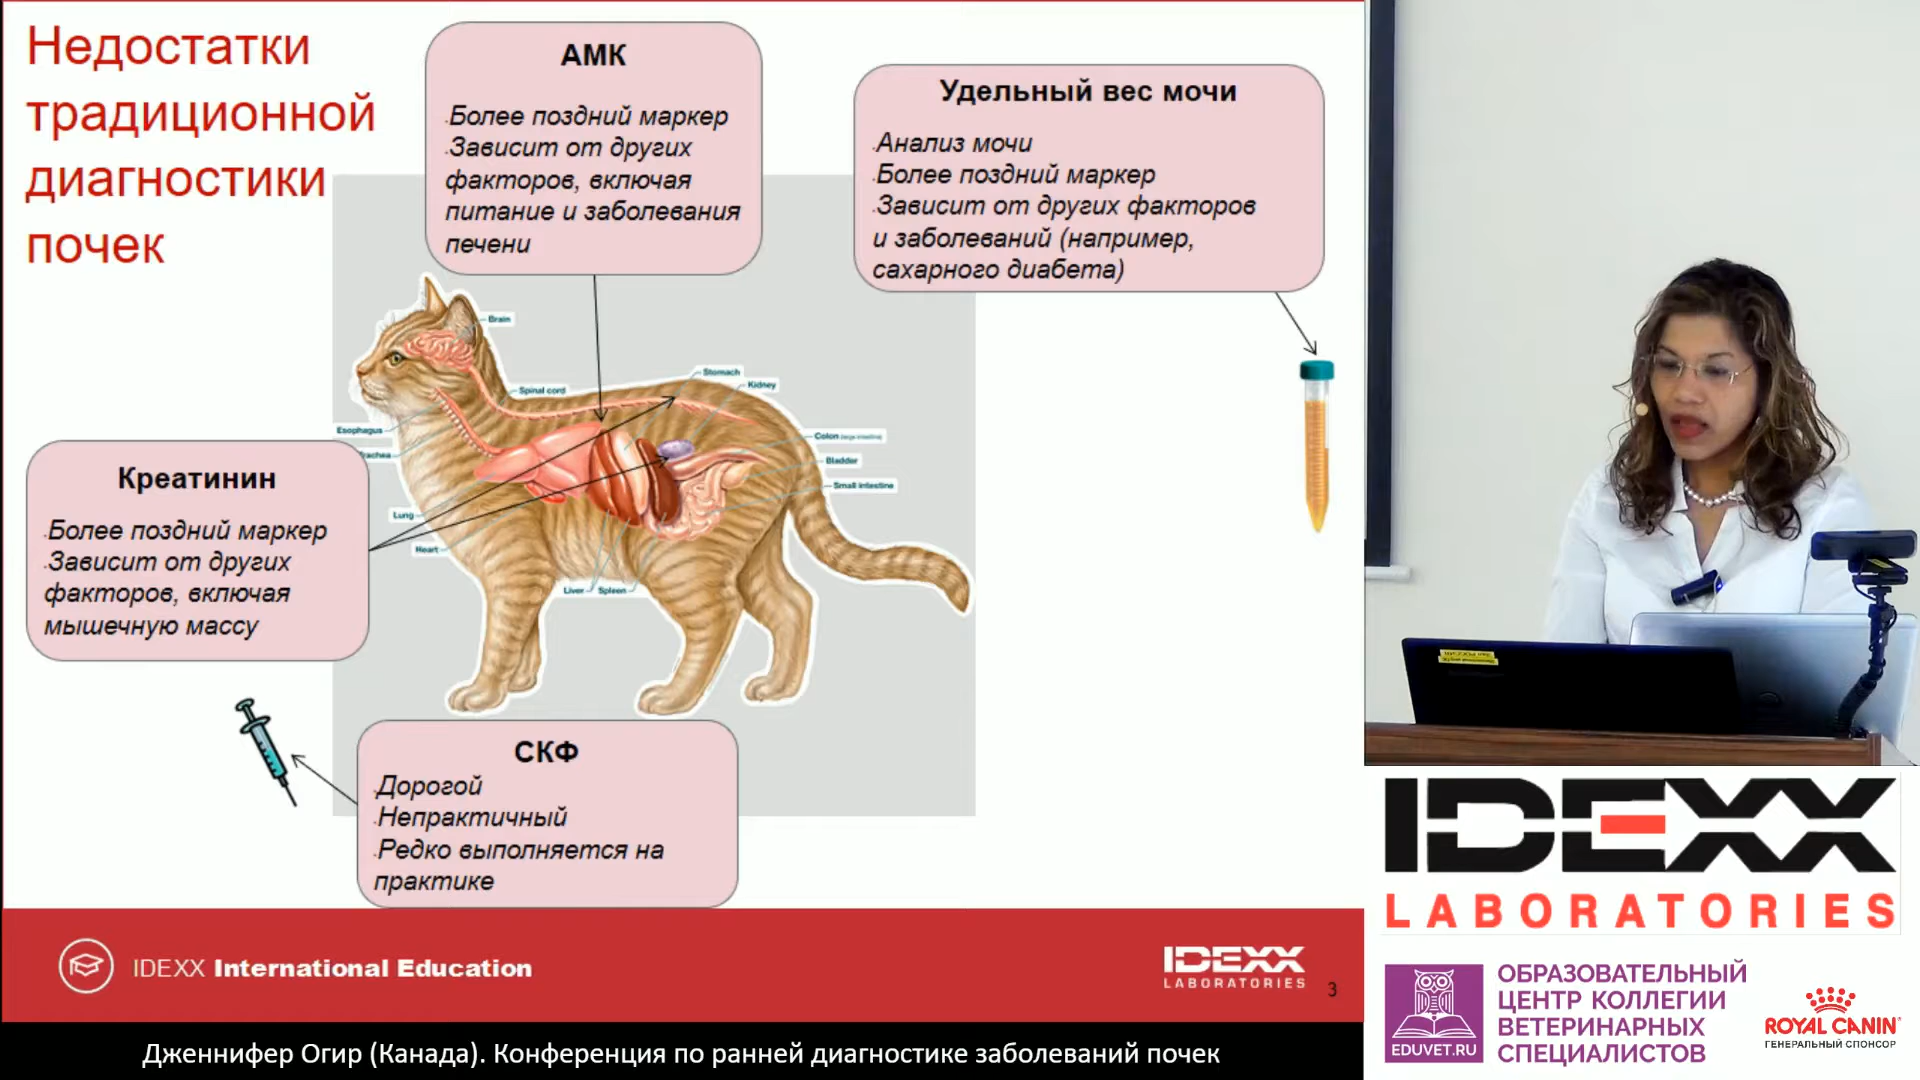 Недостатки
традиционной
диагностики
почек
АМК
Более поздний маркер
Зависит от других
факторов, включая
питание и заболевания
печени
Удельный вес мочи
Анализ мочи
Более поздний маркер
Зависит от других факторов
и заболеваний (например,
сахарного диабета)
Brain
Spinal cord
Stomach
Kidney
Esophagus
Colon (large intestine)
Bladder
Small intestine
Lung
Heart
Liver
Spleen
Креатинин
Более поздний маркер
Зависит от других
факторов, включая
мышечную массу
СКФ
Дорогой
Непрактичный
Редко выполняется на
практике
IDEXX International Education
IDEXX
LABORATORIES
3
Дженнифер Огир (Канада). Конференция по ранней диагностике заболеваний почек
IDEXX
LABORATORIES
EDUVET.RU
ОБРАЗОВАТЕЛЬНЫЙ
ЦЕНТР КОЛЛЕГИИ
ВЕТЕРИНАРНЫХ
СПЕЦИАЛИСТОВ
ROYAL CANIN
ГЕНЕРАЛЬНЫЙ СПОНСОР